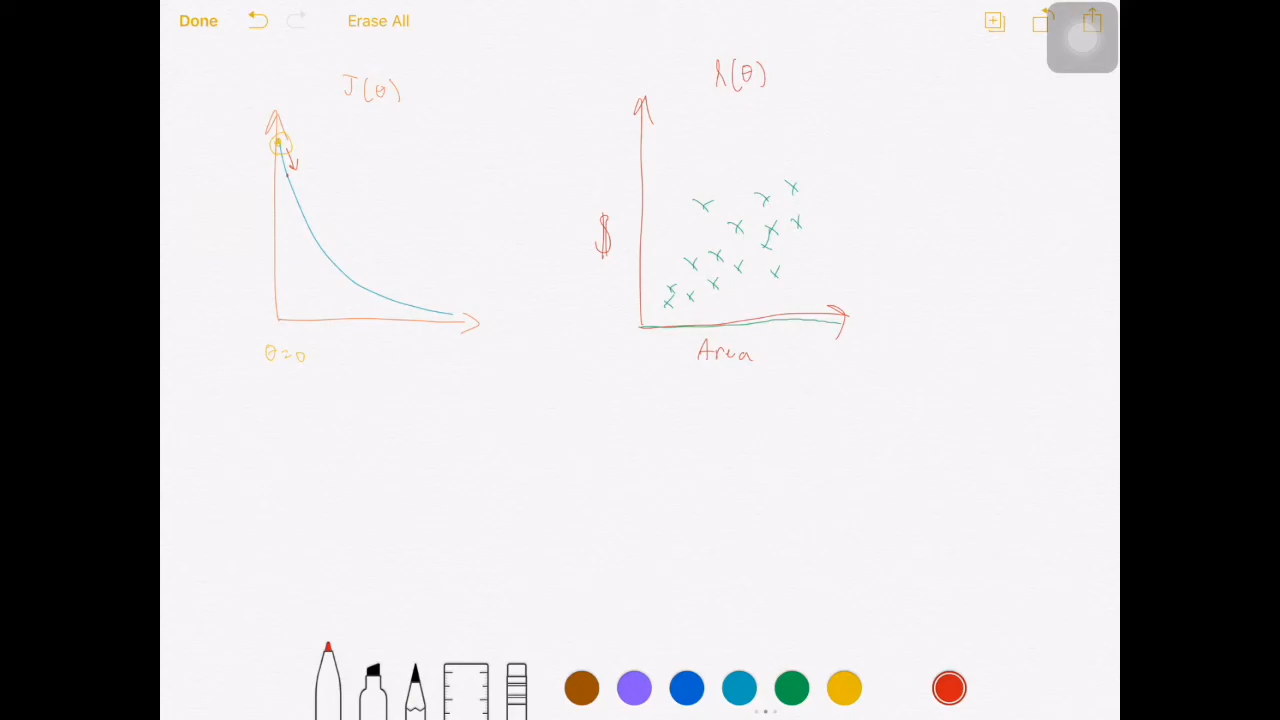 Done
Erase All
J(θ)
h(θ)
$
θ=0
Area